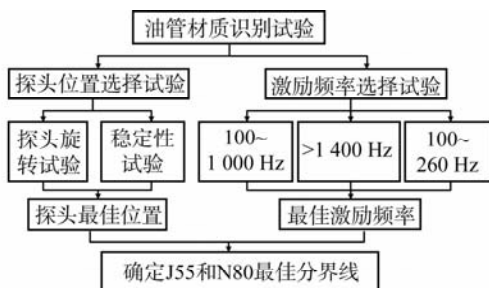 油管材质识别试验
探头位置选择试验
激励频率选择试验
探头旋
转试验
稳定性
试验
100~
1 000 Hz
>1 400 Hz
100~
260 Hz
探头最佳位置
最佳激励频率
确定J55和N80最佳分界线